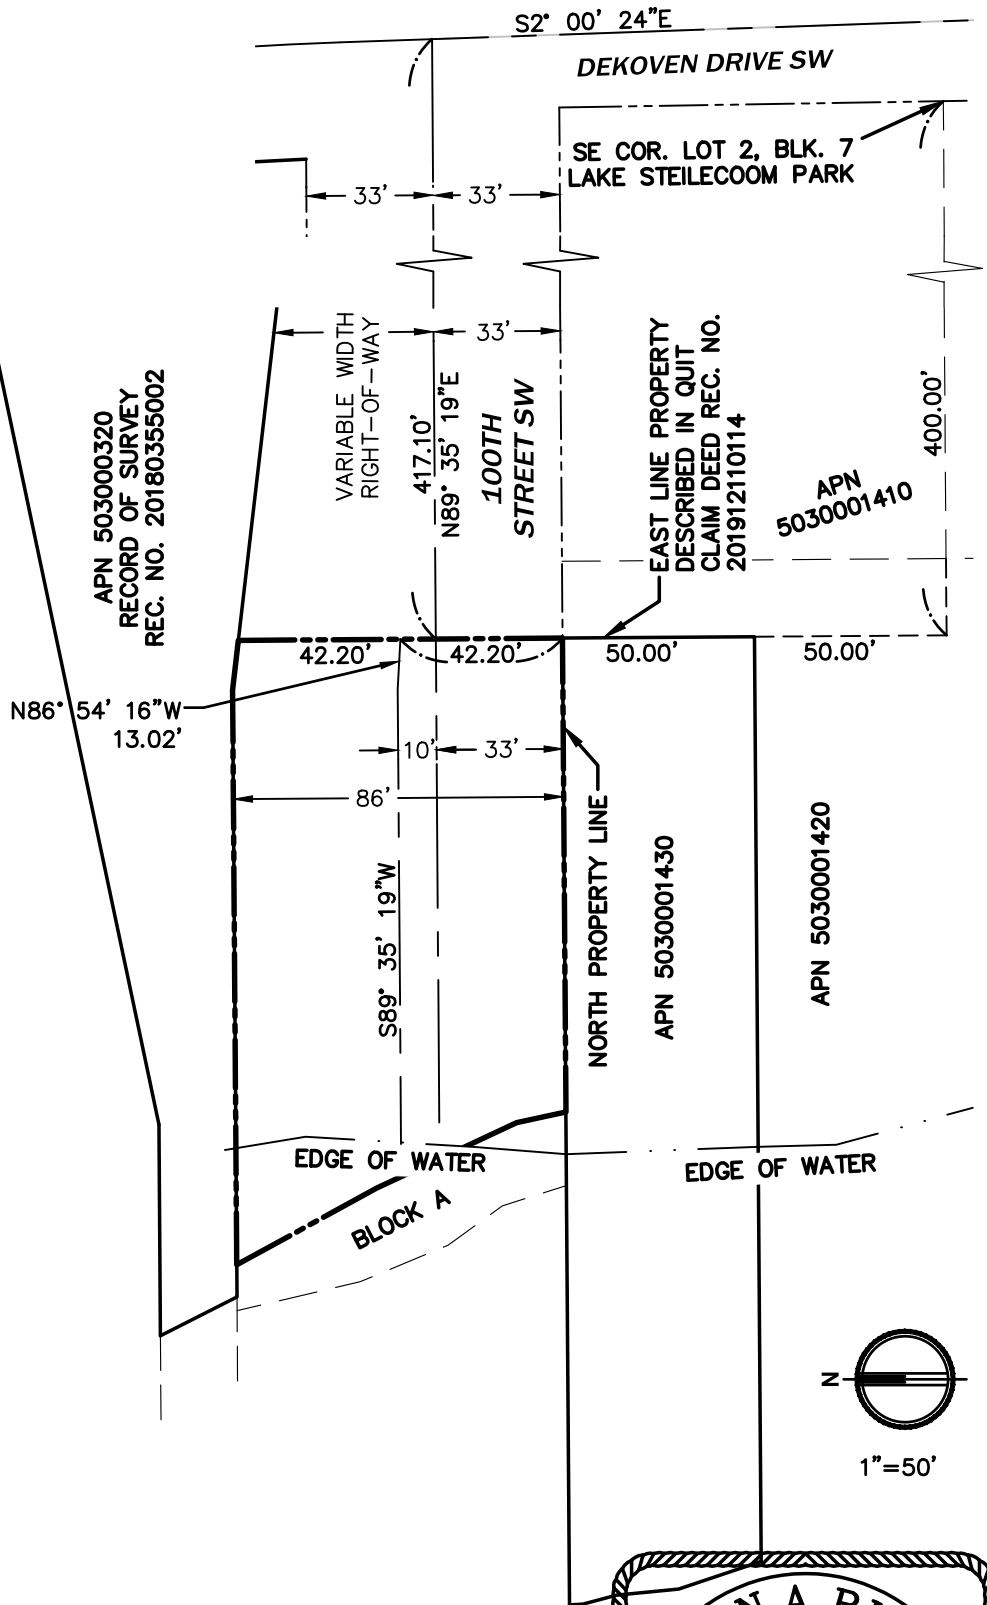 S2° 00' 24"E
DEKOVEN DRIVE SW
SE COR. LOT 2, BLK. 7
LAKE STEILECOOM PARK
33'
33'
VARIABLE WIDTH
RIGHT-OF-WAY
33'
417.10'
N89° 35' 19"E
100TH
STREET SW
EAST LINE PROPERTY
DESCRIBED IN QUIT
CLAIM DEED REC. NO.
201912110114
400.00'
APN
5030001410
APN 503000320
RECORD OF SURVEY
REC. NO. 20180355002
42.20'
42.20'
50.00'
50.00'
N86° 54' 16"W
13.02'
10'
33'
86'
S89° 35' 19"W
NORTH PROPERTY LINE
APN 5030001430
APN 5030001420
EDGE OF WATER
EDGE OF WATER
BLOCK A
N
1"=50'